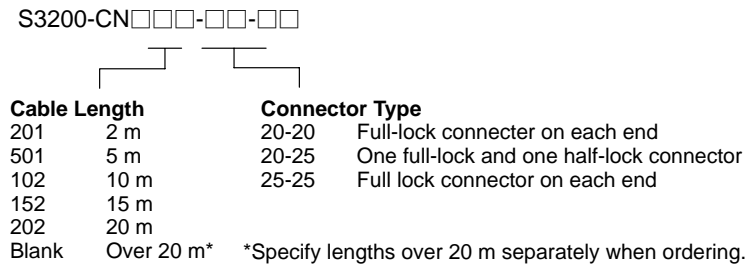 S3200-CN□□□-□□-□□
Cable Length Connector Type
201 2 m 20-20 Full-lock connecter on each end
501 5 m 20-25 One full-lock and one half-lock connector
102 10 m 25-25 Full lock connector on each end
152 15 m
202 20 m
Blank Over 20 m* *Specify lengths over 20 m separately when ordering.